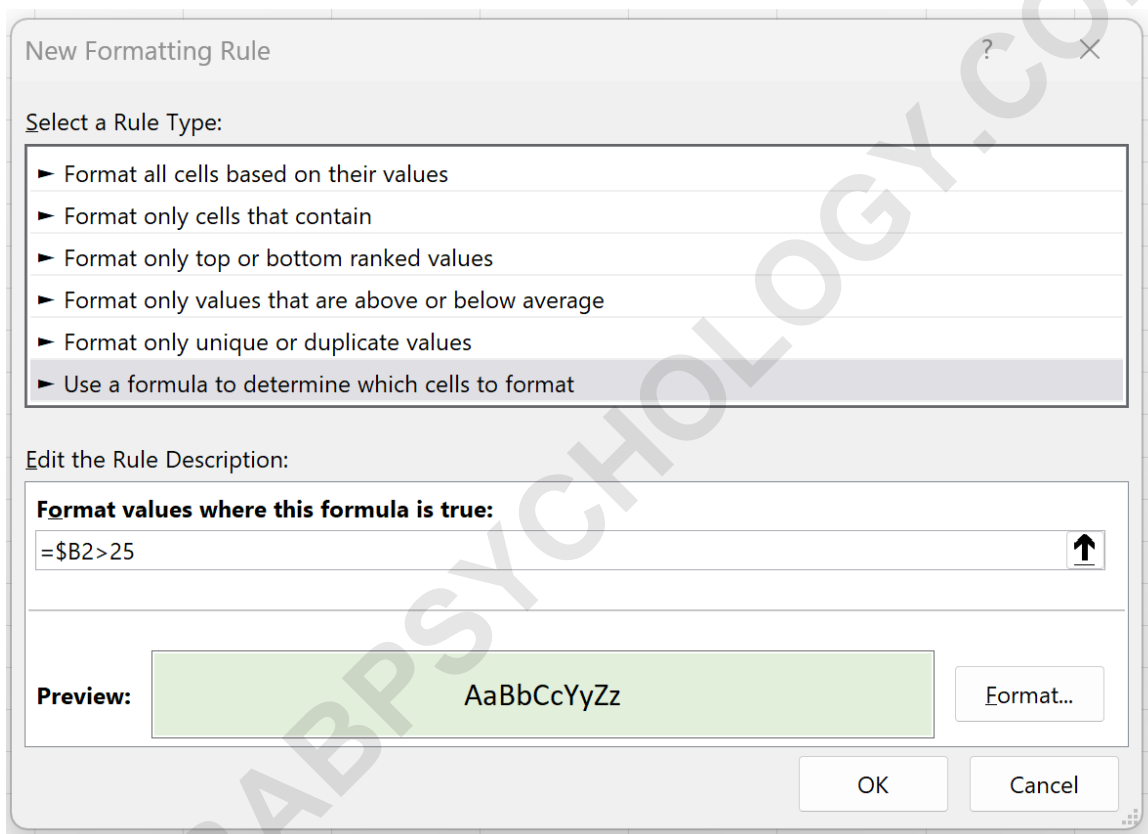 New Formatting Rule
?
Select a Rule Type:
► Format all cells based on their values
► Format only cells that contain
► Format only top or bottom ranked values
► Format only values that are above or below average
► Format only unique or duplicate values
► Use a formula to determine which cells to format
Edit the Rule Description:
Format values where this formula is true:
=$B2>25
Preview:
AaBbCcYyZz
Format...
OK
Cancel
ABPSYCHOLOGY.CO